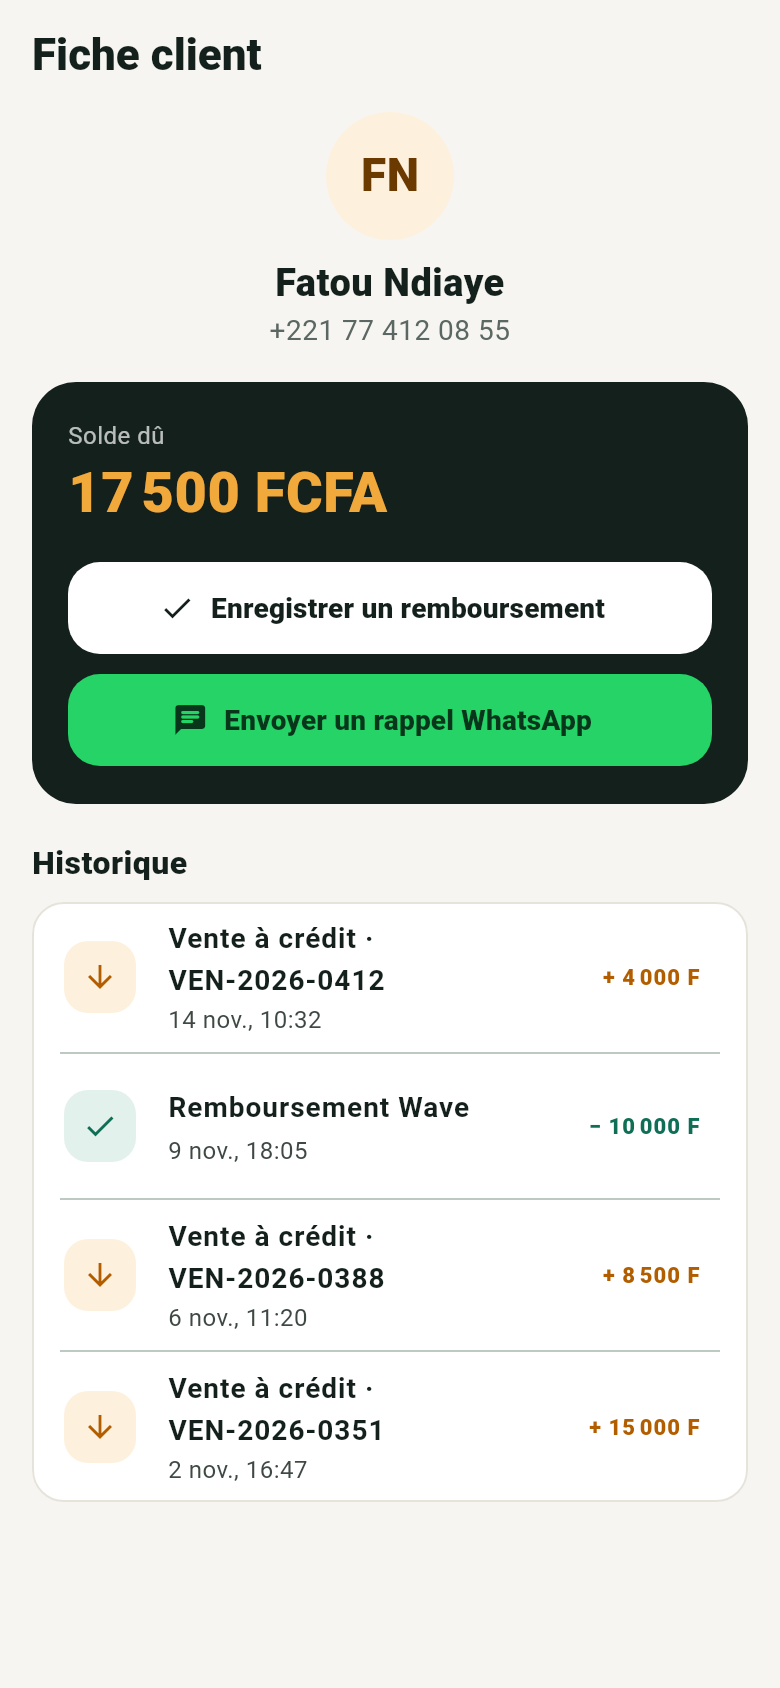 Fiche client
FN
Fatou Ndiaye
+221 77 412 08 55
Solde dû
17 500 FCFA
Enregistrer un remboursement
Envoyer un rappel WhatsApp
Historique
Vente à crédit ·
VEN-2026-0412
14 nov., 10:32
+ 4 000 F
Remboursement Wave
9 nov., 18:05
− 10 000 F
Vente à crédit ·
VEN-2026-0388
6 nov., 11:20
+ 8 500 F
Vente à crédit ·
VEN-2026-0351
2 nov., 16:47
+ 15 000 F